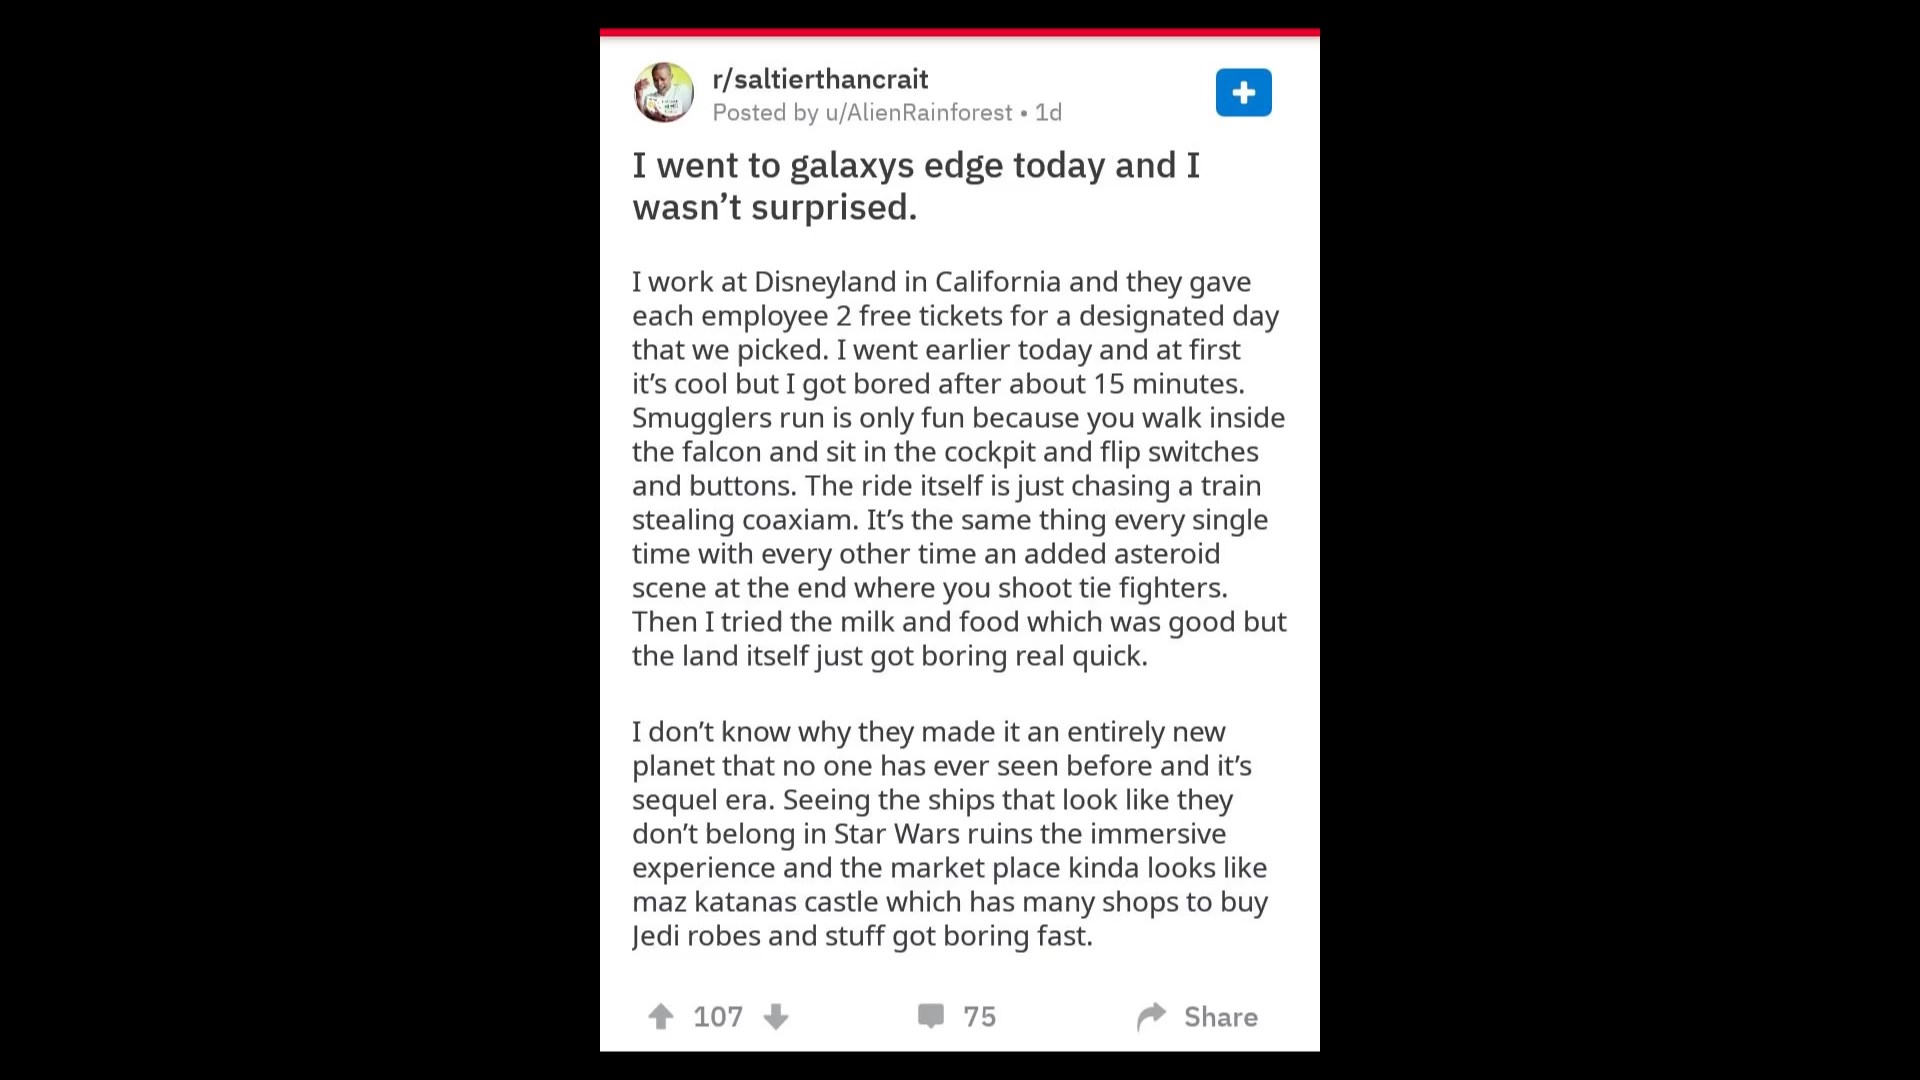 r/saltierthancrait
Posted by u/AlienRainforest • 1d
I went to galaxys edge today and I
wasn’t surprised.
I work at Disneyland in California and they gave
each employee 2 free tickets for a designated day
that we picked. I went earlier today and at first
it’s cool but I got bored after about 15 minutes.
Smugglers run is only fun because you walk inside
the falcon and sit in the cockpit and flip switches
and buttons. The ride itself is just chasing a train
stealing coaxiam. It’s the same thing every single
time with every other time an added asteroid
scene at the end where you shoot tie fighters.
Then I tried the milk and food which was good but
the land itself just got boring real quick.
I don’t know why they made it an entirely new
planet that no one has ever seen before and it’s
sequel era. Seeing the ships that look like they
don’t belong in Star Wars ruins the immersive
experience and the market place kinda looks like
maz katanas castle which has many shops to buy
Jedi robes and stuff got boring fast.
107
75
Share